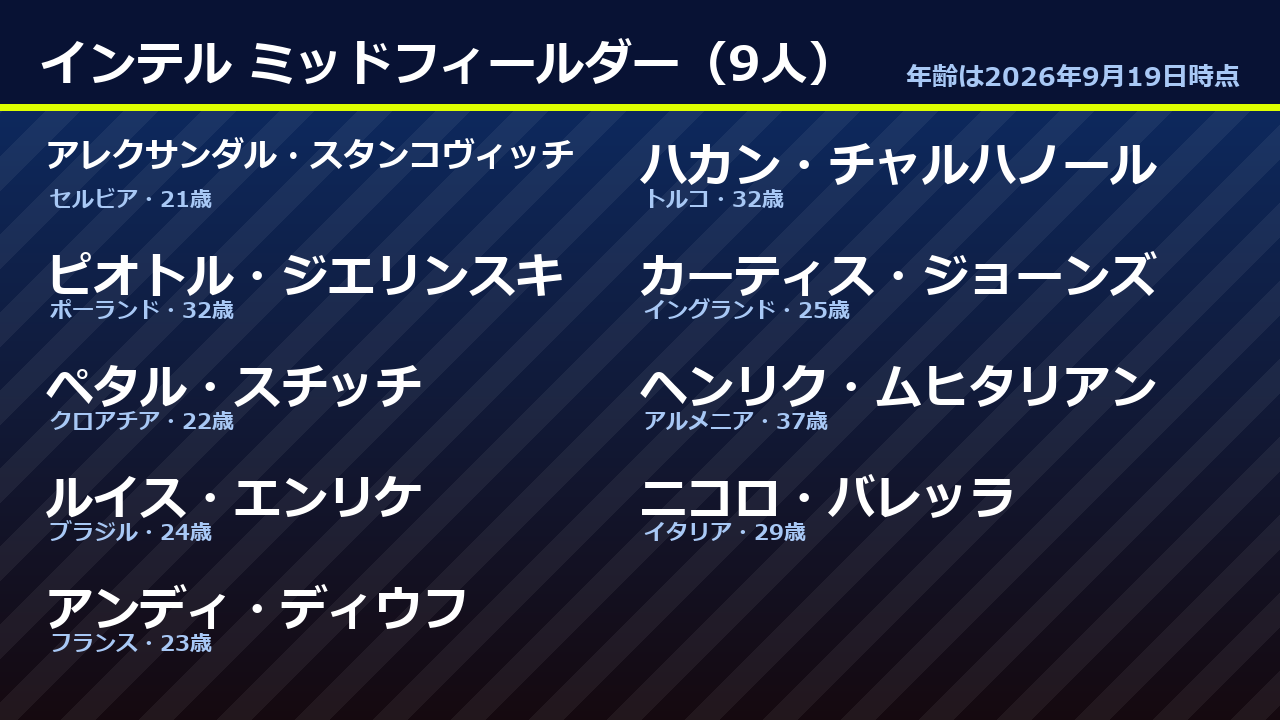 インテル ミッドフィールダー（9人）
年齢は2026年9月19日時点
アレクサンダル・スタンコヴィッチ
セルビア・21歳
ピオトル・ジエリンスキ
ポーランド・32歳
ペタル・スチッチ
クロアチア・22歳
ルイス・エンリケ
ブラジル・24歳
アンディ・ディウフ
フランス・23歳
ハカン・チャルハノール
トルコ・32歳
カーティス・ジョーンズ
イングランド・25歳
ヘンリク・ムヒタリアン
アルメニア・37歳
ニコロ・バレッラ
イタリア・29歳